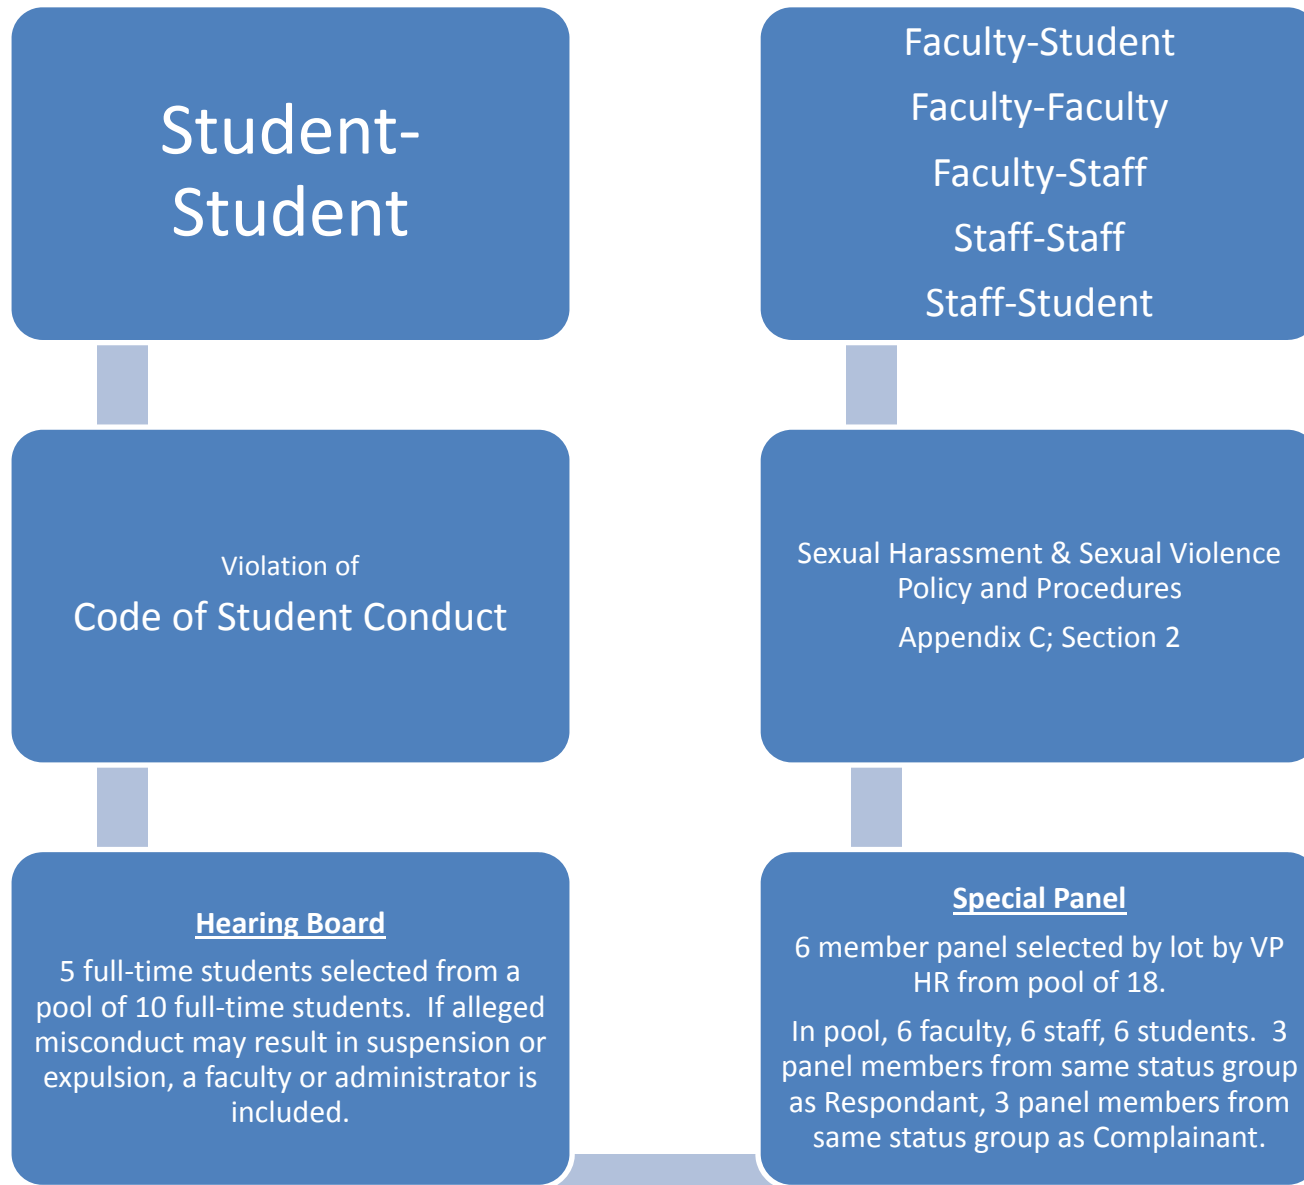 Student-
Student
Violation of
Code of Student Conduct
Hearing Board
5 full-time students selected from a
pool of 10 full-time students.  If alleged
misconduct may result in suspension or
expulsion, a faculty or administrator is
included.
Faculty-Student
Faculty-Faculty
Faculty-Staff
Staff-Staff
Staff-Student
Sexual Harassment & Sexual Violence
Policy and Procedures
Appendix C; Section 2
Special Panel
6 member panel selected by lot by VP
HR from pool of 18.
In pool, 6 faculty, 6 staff, 6 students.  3
panel members from same status group
as Respondant, 3 panel members from
same status group as Complainant.